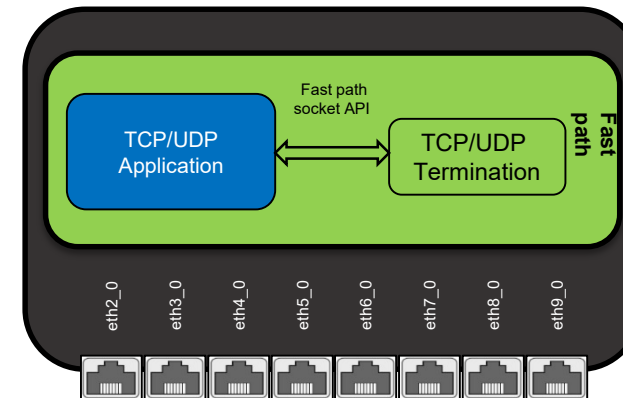 Fast path
socket API
TCP/UDP
Application
TCP/UDP
Termination
Fast
path
eth2_0
eth3_0
eth4_0
eth5_0
eth6_0
eth7_0
eth8_0
eth9_0